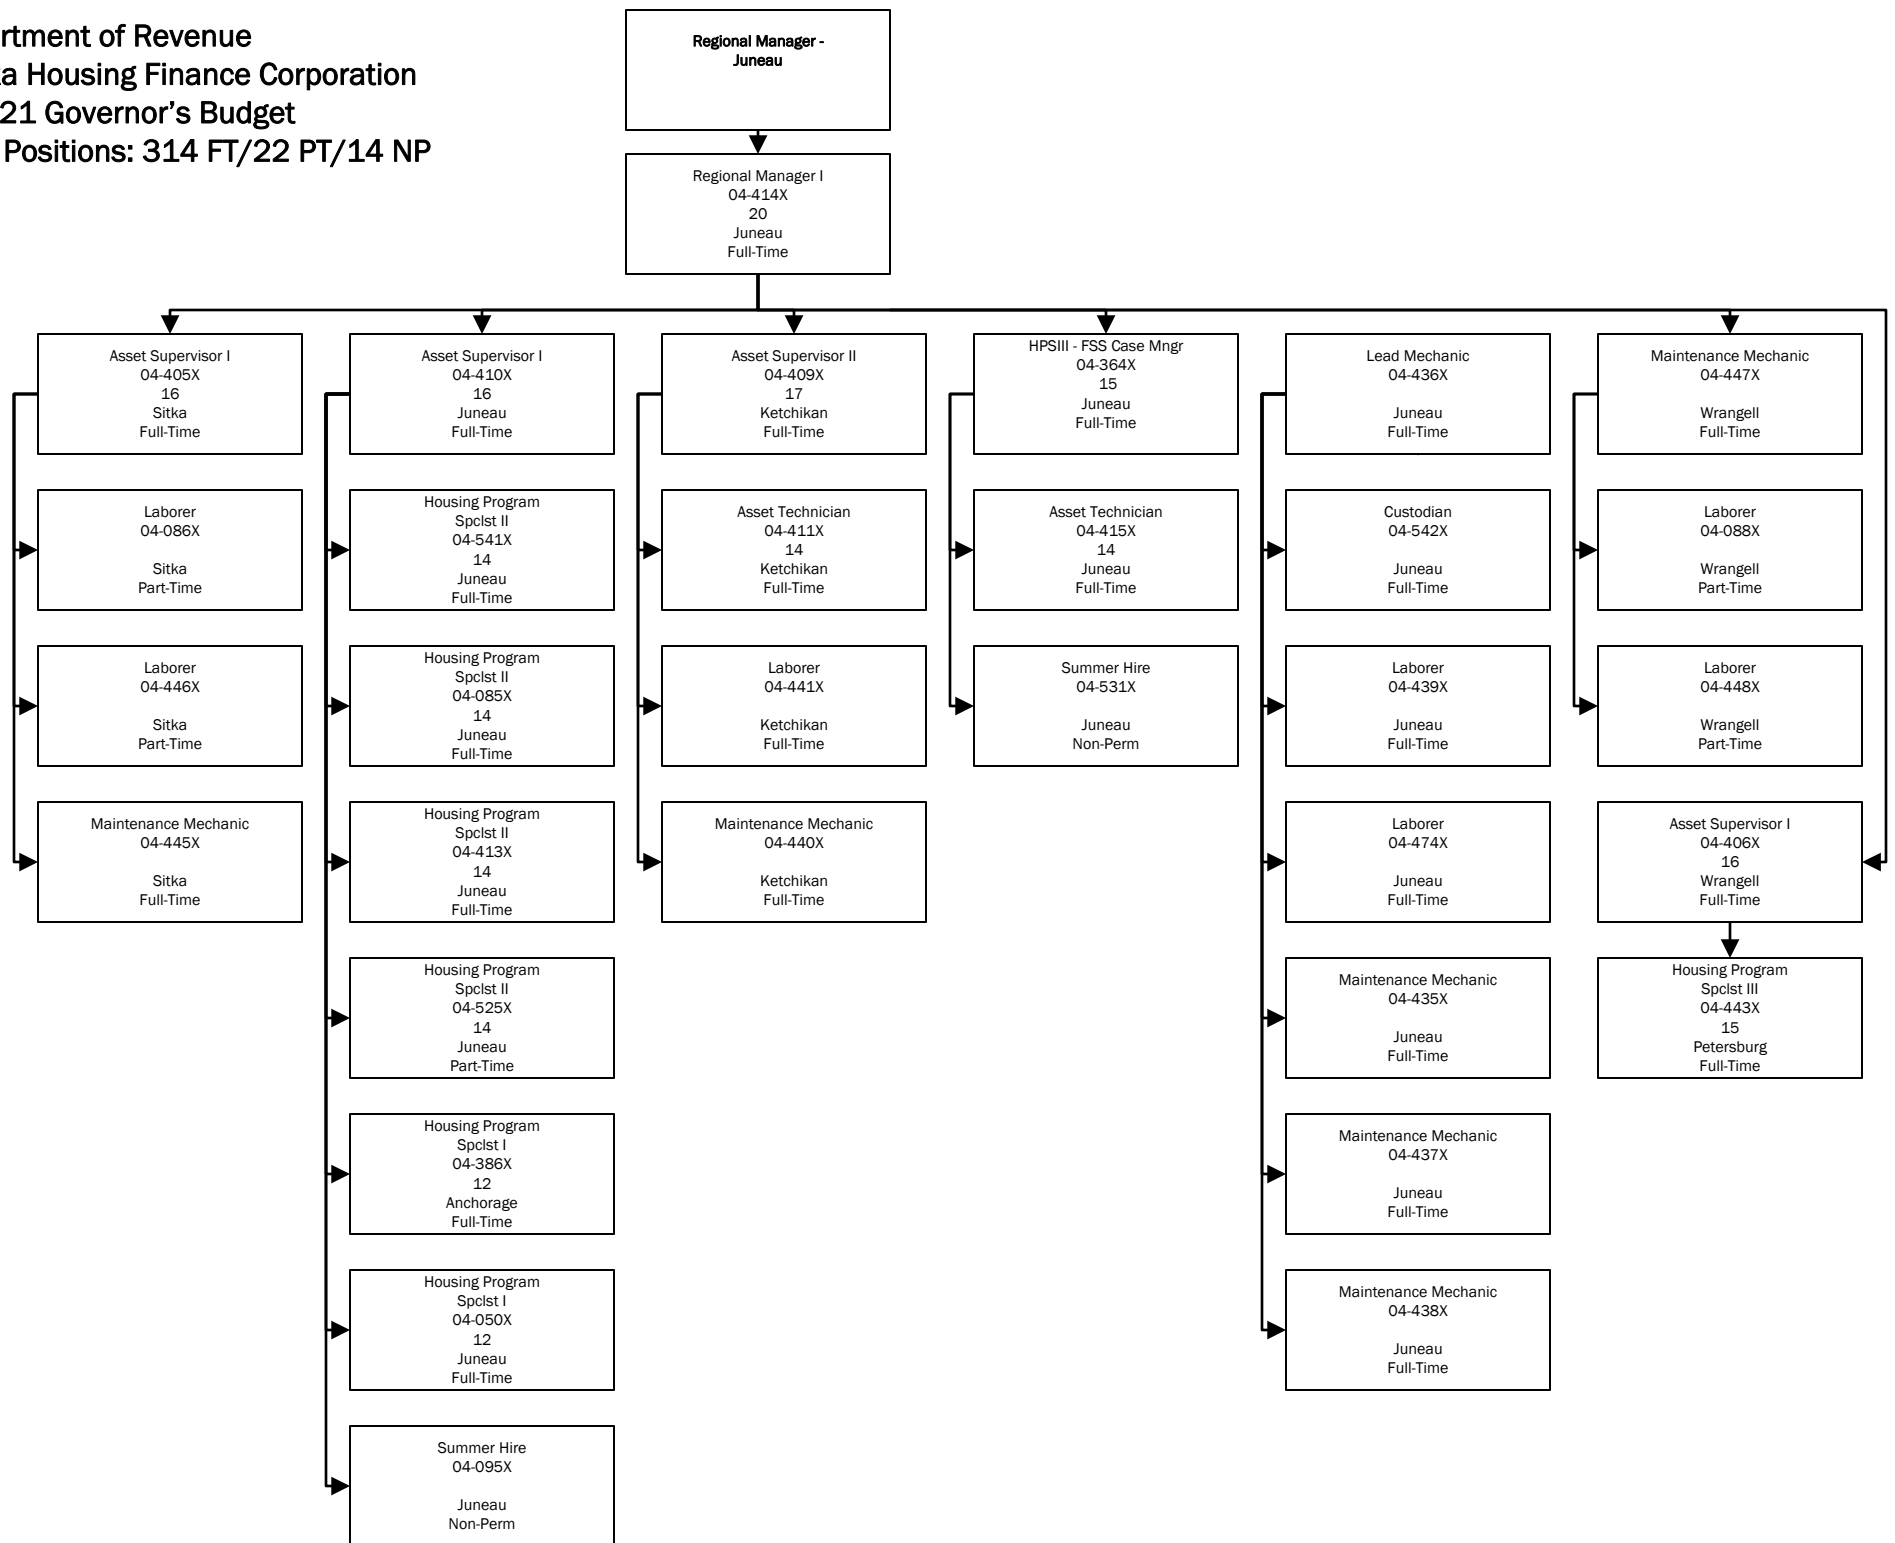 rtment of Revenue
a Housing Finance Corporation
21 Governor's Budget
Positions: 314 FT/22 PT/14 NP
Regional Manager -
Juneau
Regional Manager I
04-414X
20
Juneau
Full-Time
Asset Supervisor I
04-405X
16
Sitka
Full-Time
Laborer
04-086X
Sitka
Part-Time
Laborer
04-446X
Sitka
Part-Time
Maintenance Mechanic
04-445X
Sitka
Full-Time
Asset Supervisor I
04-410X
16
Juneau
Full-Time
Housing Program
Spclst II
04-541X
14
Juneau
Full-Time
Housing Program
Spclst II
04-085X
14
Juneau
Full-Time
Housing Program
Spclst II
04-413X
14
Juneau
Full-Time
Housing Program
Spclst II
04-525X
14
Juneau
Part-Time
Housing Program
Spclst I
04-386X
12
Anchorage
Full-Time
Housing Program
Spclst I
04-050X
12
Juneau
Full-Time
Summer Hire
04-095X
Juneau
Non-Perm
Asset Supervisor II
04-409X
17
Ketchikan
Full-Time
Asset Technician
04-411X
14
Ketchikan
Full-Time
Laborer
04-441X
Ketchikan
Full-Time
Maintenance Mechanic
04-440X
Ketchikan
Full-Time
HPSIII - FSS Case Mngr
04-364X
15
Juneau
Full-Time
Asset Technician
04-415X
14
Juneau
Full-Time
Summer Hire
04-531X
Juneau
Non-Perm
Lead Mechanic
04-436X
Juneau
Full-Time
Custodian
04-542X
Juneau
Full-Time
Laborer
04-439X
Juneau
Full-Time
Laborer
04-474X
Juneau
Full-Time
Maintenance Mechanic
04-435X
Juneau
Full-Time
Maintenance Mechanic
04-437X
Juneau
Full-Time
Maintenance Mechanic
04-438X
Juneau
Full-Time
Maintenance Mechanic
04-447X
Wrangell
Full-Time
Laborer
04-088X
Wrangell
Part-Time
Laborer
04-448X
Wrangell
Part-Time
Asset Supervisor I
04-406X
16
Wrangell
Full-Time
Housing Program
Spclst III
04-443X
15
Petersburg
Full-Time